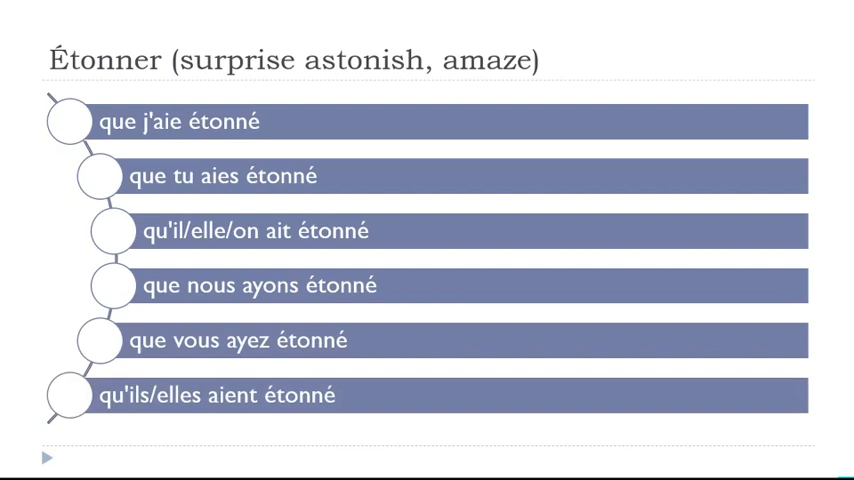 Étonner (surprise astonish, amaze)
que j'aie étonné
que tu aies étonné
qu'il/elle/on ait étonné
que nous ayons étonné
que vous ayez étonné
qu'ils/elles aient étonné